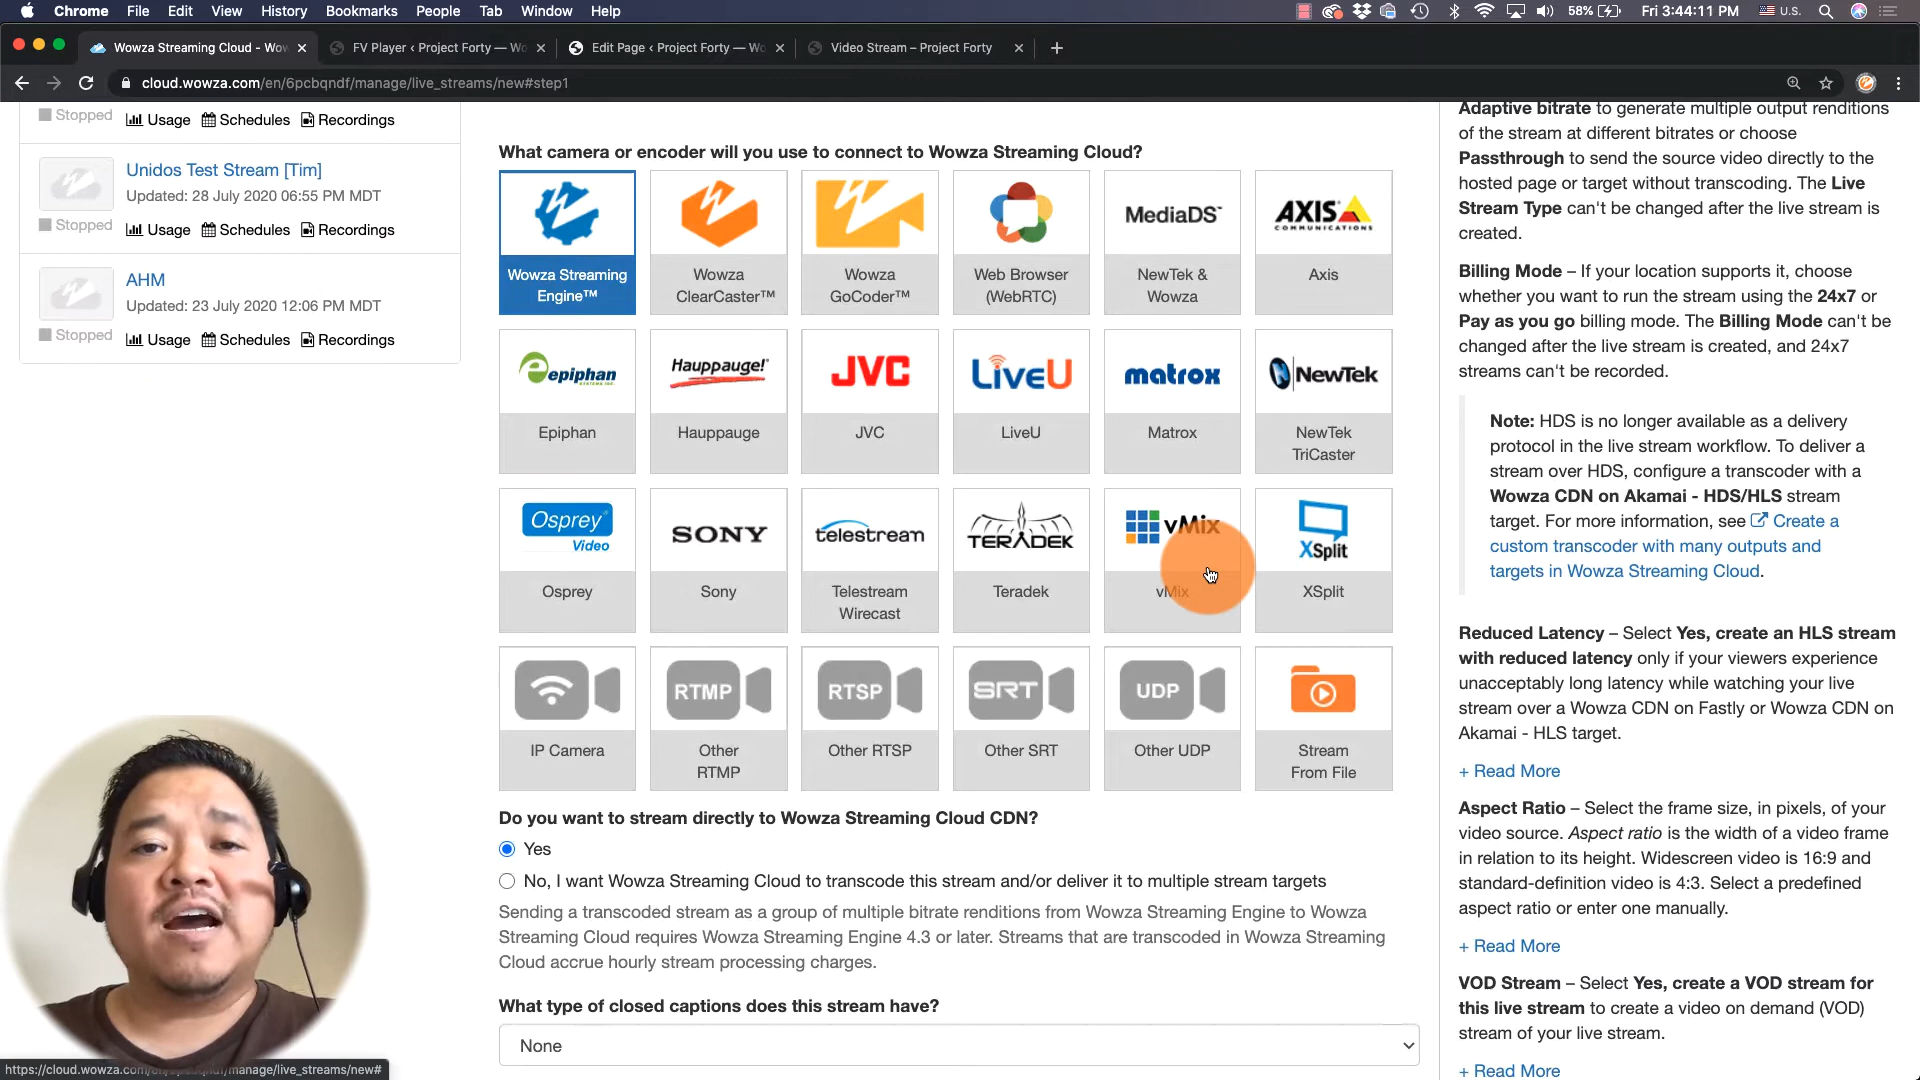 Chrome File Edit View History Bookmarks People Tab Window Help
58% Fri 3:44:11 PM U.S.
Wowza Streaming Cloud - Wow
FV Player ‹ Project Forty — Wo
Edit Page ‹ Project Forty — Wo
Video Stream – Project Forty
cloud.wowza.com/en/6pcbqndf/manage/live_streams/new#step1
Stopped
Usage Schedules Recordings
Unidos Test Stream [Tim]
Updated: 28 July 2020 06:55 PM MDT
Stopped
Usage Schedules Recordings
AHM
Updated: 23 July 2020 12:06 PM MDT
Stopped
Usage Schedules Recordings
What camera or encoder will you use to connect to Wowza Streaming Cloud?
MediaDS™
AXIS
COMMUNICATIONS
Wowza Streaming Engine™
Wowza ClearCaster™
Wowza GoCoder™
Web Browser (WebRTC)
NewTek & Wowza
Axis
epiphan
SYSTEMS INC.
Hauppauge!
JVC
LIVEU
matrox
NewTek
Epiphan
Hauppauge
JVC
LiveU
Matrox
NewTek TriCaster
Osprey
Video
SONY
telestream
TERADEK
vMix
XSplit
Osprey
Sony
Telestream Wirecast
Teradek
vMix
XSplit
RTMP
RTSP
SRT
UDP
IP Camera
Other RTMP
Other RTSP
Other SRT
Other UDP
Stream From File
Do you want to stream directly to Wowza Streaming Cloud CDN?
Yes
No, I want Wowza Streaming Cloud to transcode this stream and/or deliver it to multiple stream targets
Sending a transcoded stream as a group of multiple bitrate renditions from Wowza Streaming Engine to Wowza
Streaming Cloud requires Wowza Streaming Engine 4.3 or later. Streams that are transcoded in Wowza Streaming
Cloud accrue hourly stream processing charges.
What type of closed captions does this stream have?
None
Adaptive bitrate to generate multiple output renditions
of the stream at different bitrates or choose
Passthrough to send the source video directly to the
hosted page or target without transcoding. The Live
Stream Type can't be changed after the live stream is
created.
Billing Mode – If your location supports it, choose
whether you want to run the stream using the 24x7 or
Pay as you go billing mode. The Billing Mode can't be
changed after the live stream is created, and 24x7
streams can't be recorded.
Note: HDS is no longer available as a delivery
protocol in the live stream workflow. To deliver a
stream over HDS, configure a transcoder with a
Wowza CDN on Akamai - HDS/HLS stream
target. For more information, see Create a
custom transcoder with many outputs and
targets in Wowza Streaming Cloud.
Reduced Latency – Select Yes, create an HLS stream
with reduced latency only if your viewers experience
unacceptably long latency while watching your live
stream over a Wowza CDN on Fastly or Wowza CDN on
Akamai - HLS target.
+ Read More
Aspect Ratio – Select the frame size, in pixels, of your
video source. Aspect ratio is the width of a video frame
in relation to its height. Widescreen video is 16:9 and
standard-definition video is 4:3. Select a predefined
aspect ratio or enter one manually.
+ Read More
VOD Stream – Select Yes, create a VOD stream for
this live stream to create a video on demand (VOD)
stream of your live stream.
+ Read More
https://cloud.wowza.com/en/6pcbqndf/manage/live_streams/new#